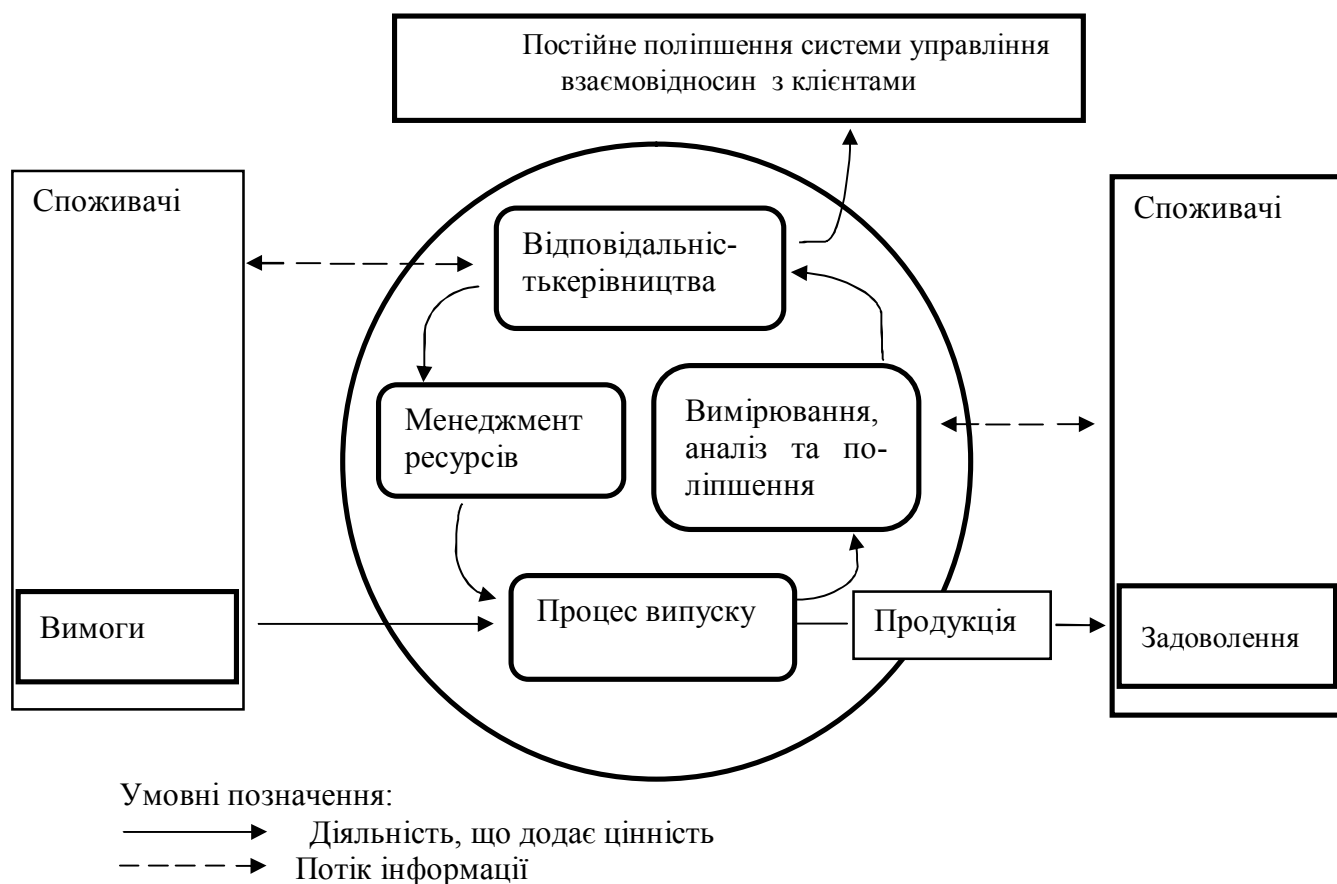 Постійне поліпшення системи управління
взаємовідносин з клієнтами
Споживачі
Споживачі
Відповідальніс-
тькерівництва
Менеджмент
ресурсів
Вимірювання,
аналіз та по-
ліпшення
Процес випуску
Продукція
Вимоги
Задоволення
Умовні позначення:
Діяльність, що додає цінність
Потік інформації